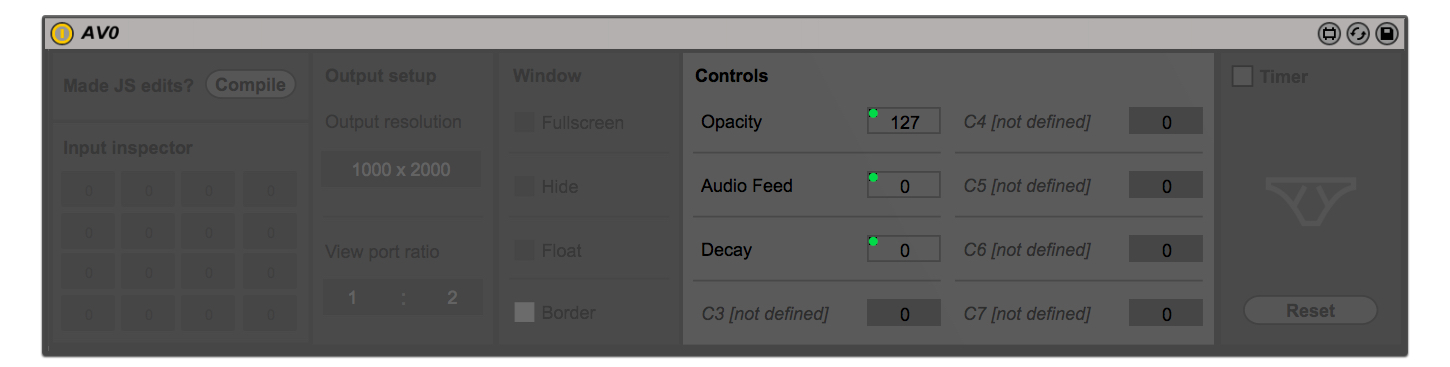 AV0
Made JS edits? Compile
Input inspector
0 0 0 0
0 0 0 0
0 0 0 0
0 0 0 0
Output setup
Output resolution
1000 x 2000
View port ratio
1 : 2
Window
Fullscreen
Hide
Float
Border
Controls
Opacity 127
Audio Feed 0
Decay 0
C3 [not defined] 0
C4 [not defined] 0
C5 [not defined] 0
C6 [not defined] 0
C7 [not defined] 0
Timer
Reset